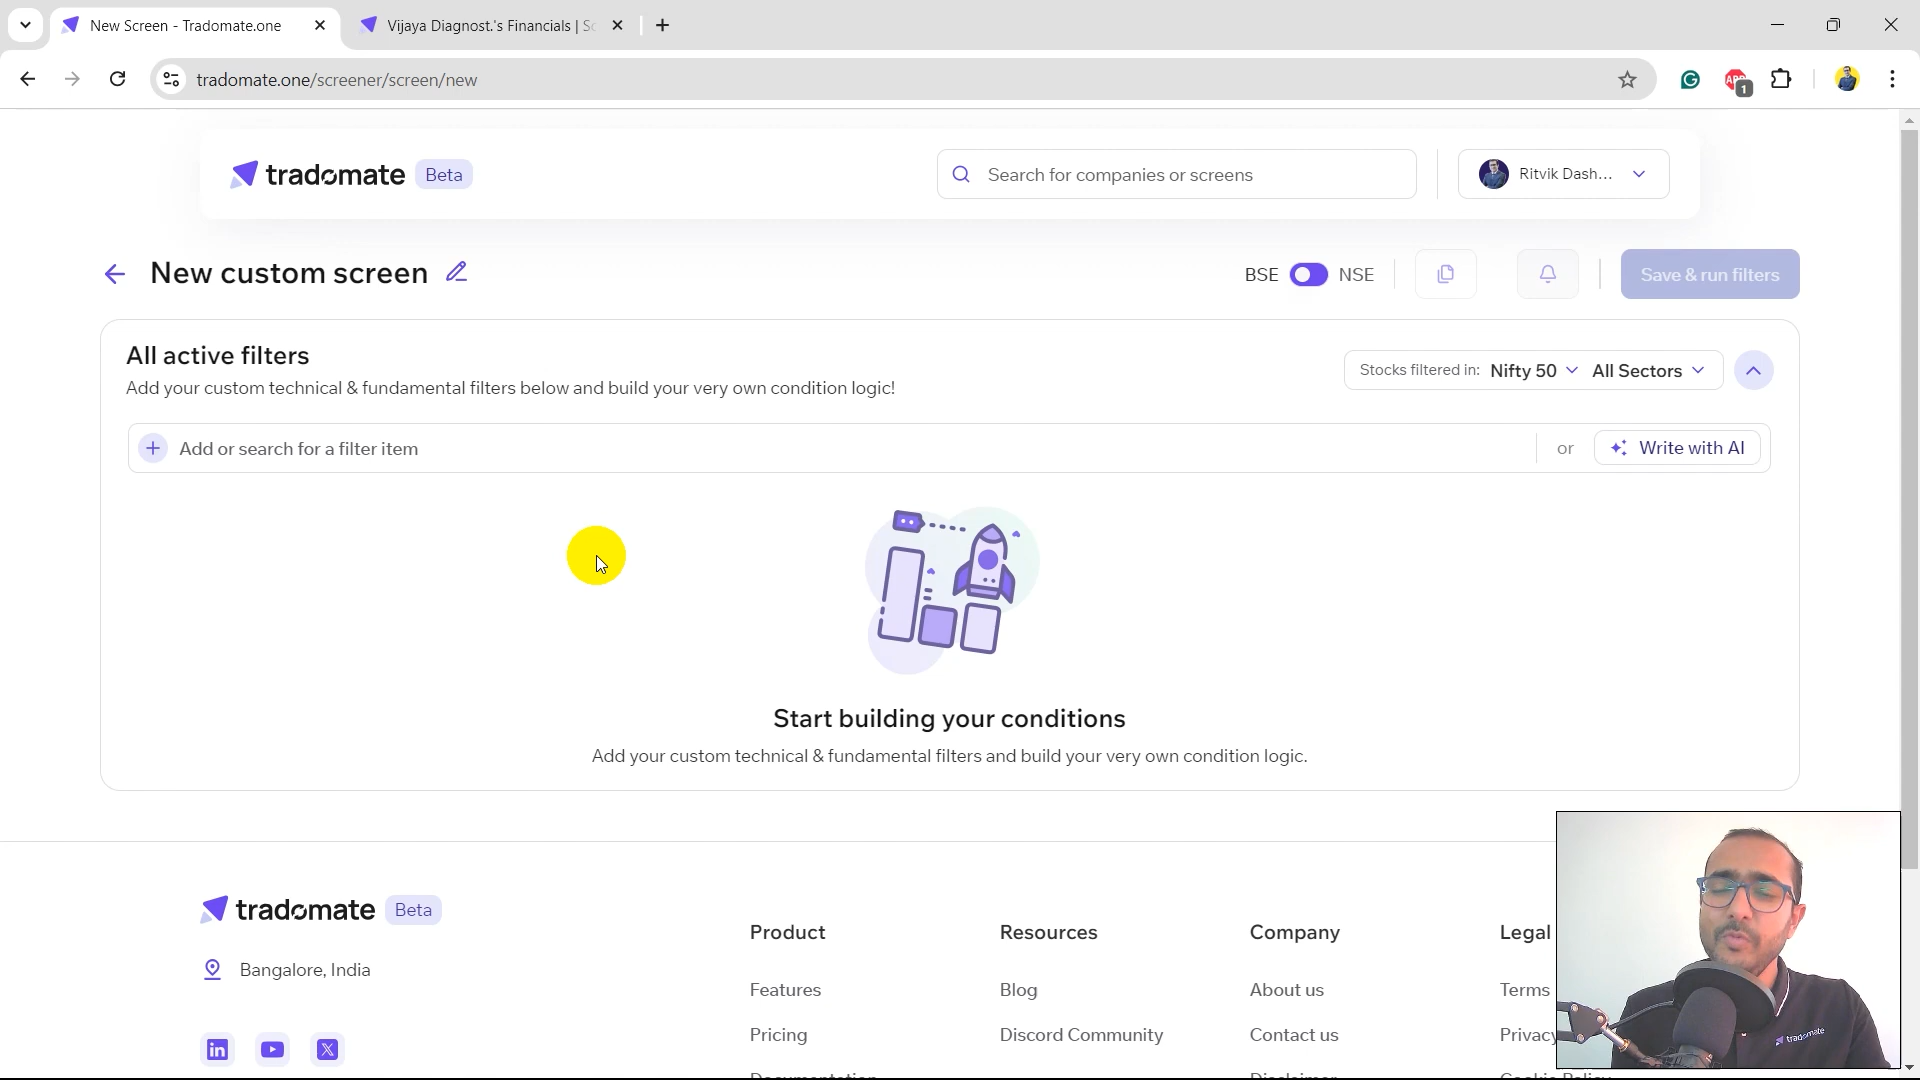 New Screen - Tradomate.one
Vijaya Diagnost.'s Financials | Sc
tradomate.one/screener/screen/new
1
tradomate Beta
Search for companies or screens
Ritvik Dash...
New custom screen
BSE NSE
Save & run filters
All active filters
Add your custom technical & fundamental filters below and build your very own condition logic!
Stocks filtered in: Nifty 50 All Sectors
Add or search for a filter item
or
Write with AI
Start building your conditions
Add your custom technical & fundamental filters and build your very own condition logic.
tradomate Beta
Bangalore, India
Product
Features
Pricing
Documentation
Resources
Blog
Discord Community
Company
About us
Contact us
Disclaimer
Legal
Terms
Privacy
Cookie Policy
tradomate